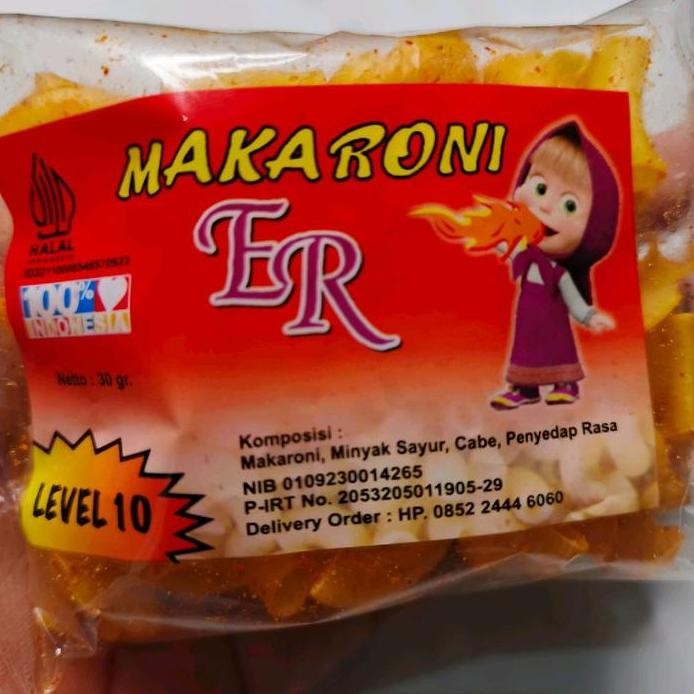 MAKARONI
ER
HALAL
INDONESIA
100%
INDONESIA
Netto : 30 gr.
LEVEL 10
Komposisi :
Makaroni, Minyak Sayur, Cabe, Penyedap Rasa
NIB 0109230014265
P-IRT No. 2053205011905-29
Delivery Order : HP. 0852 2444 6060